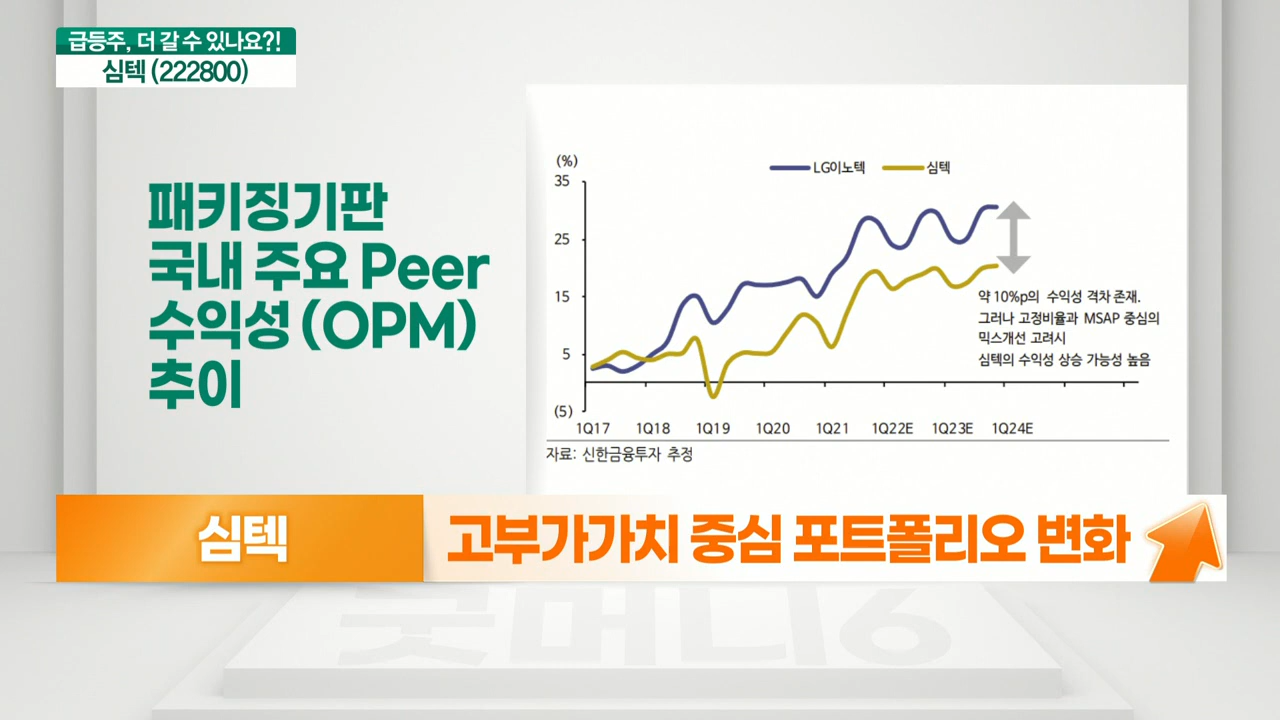 급등주, 더 갈 수 있나요?!
심텍 (222800)
패키징기판
국내 주요 Peer
수익성 (OPM)
추이
(%)
LG이노텍
심텍
35
25
15
5
(5)
약 10%p의 수익성 격차 존재.
그러나 고정비율과 MSAP 중심의
믹스개선 고려시
심텍의 수익성 상승 가능성 높음
1Q17 1Q18 1Q19 1Q20 1Q21 1Q22E 1Q23E 1Q24E
자료: 신한금융투자 추정
심텍
고부가가치 중심 포트폴리오 변화
굿머니6